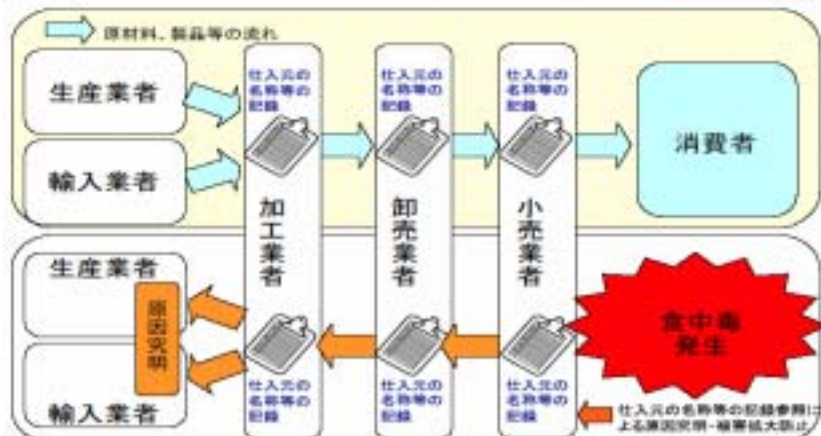 原材料、製品等の流れ
生産業者
輸入業者
仕入元の
名称等の
記録
仕入元の
名称等の
記録
仕入元の
名称等の
記録
消費者
加工業者
卸売業者
小売業者
生産業者
輸入業者
原因究明
食中毒
発生
仕入元の
名称等の
記録
仕入元の
名称等の
記録
仕入元の
名称等の
記録
仕入元の名称等の記録参照に
よる原因究明・被害拡大防止